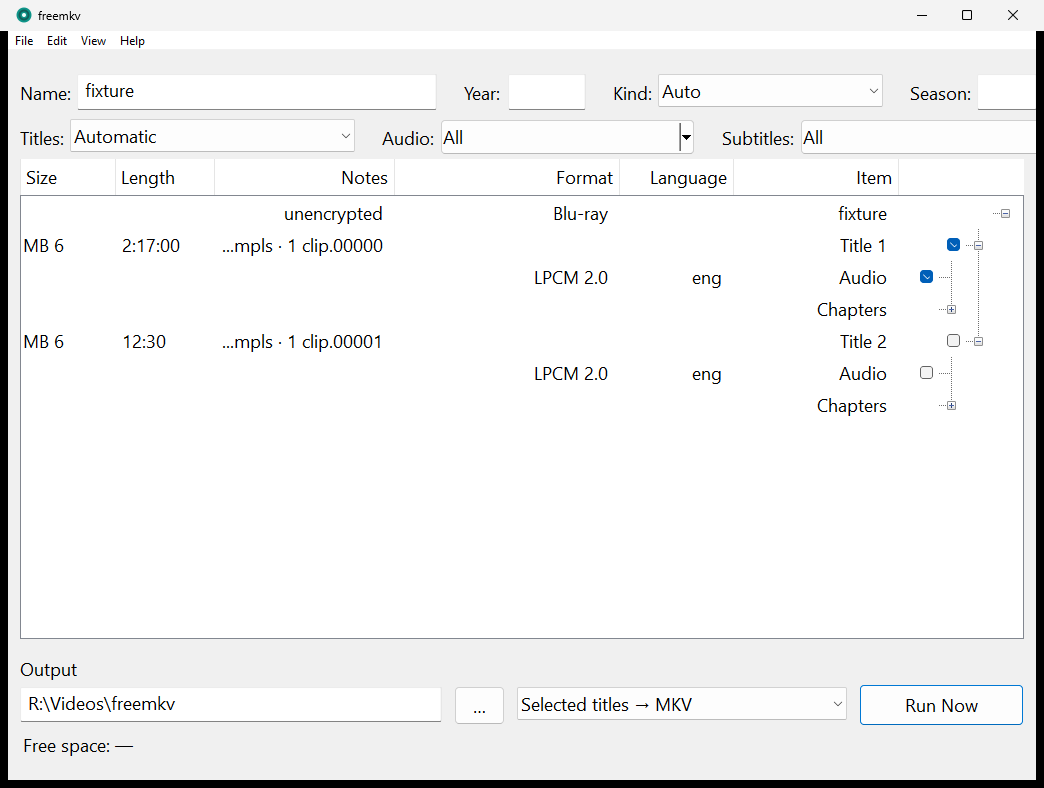 freemkv
File Edit View Help
Name: fixture Year: Kind: Auto Season:
Titles: Automatic Audio: All Subtitles: All
Size Length Notes Format Language Item
unencrypted Blu-ray fixture
MB 6 2:17:00 ...mpls · 1 clip.00000 Title 1
LPCM 2.0 eng Audio
Chapters
MB 6 12:30 ...mpls · 1 clip.00001 Title 2
LPCM 2.0 eng Audio
Chapters
Output
R:\Videos\freemkv ... Selected titles → MKV Run Now
Free space: —